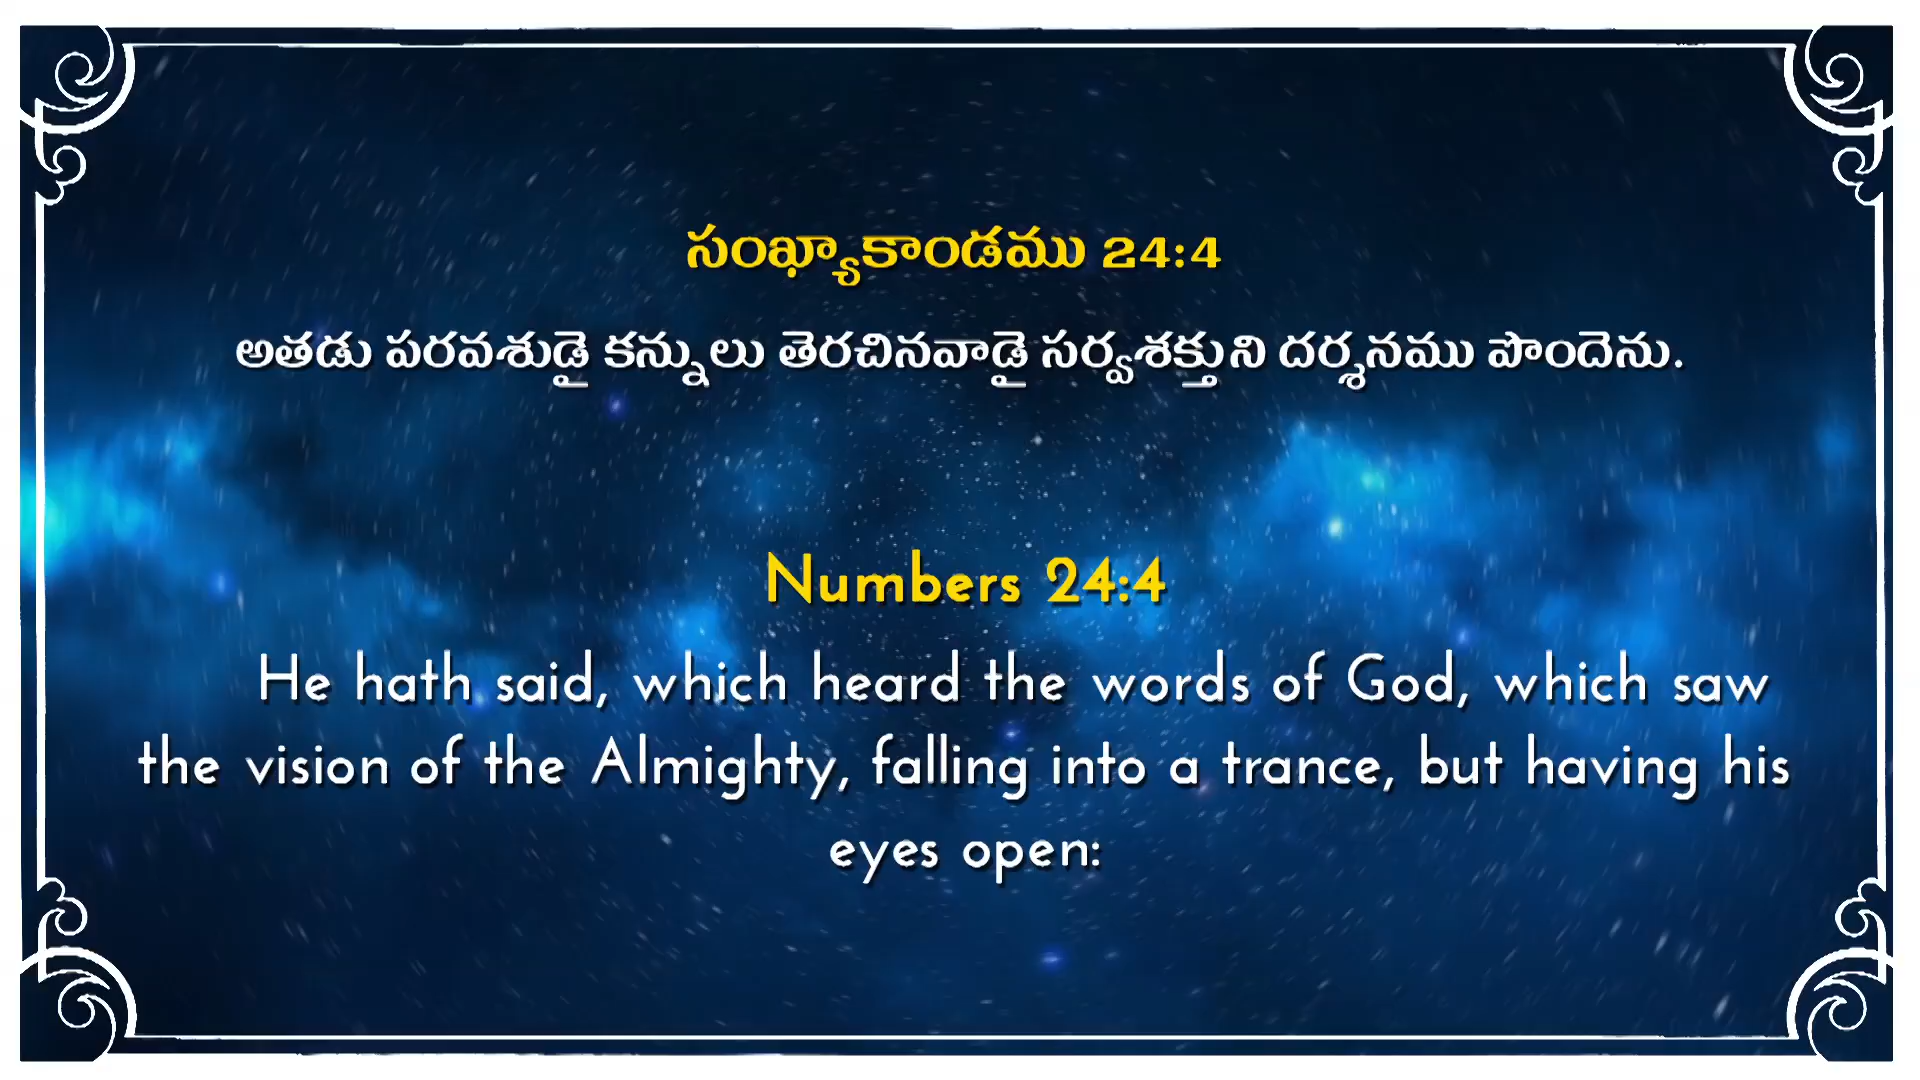 సంఖ్యాకాండము 24:4
అతడు పరవశుడై కన్నులు తెరచినవాడై సర్వశక్తుని దర్శనము పొందెను.
Numbers 24:4
He hath said, which heard the words of God, which saw
the vision of the Almighty, falling into a trance, but having his
eyes open: